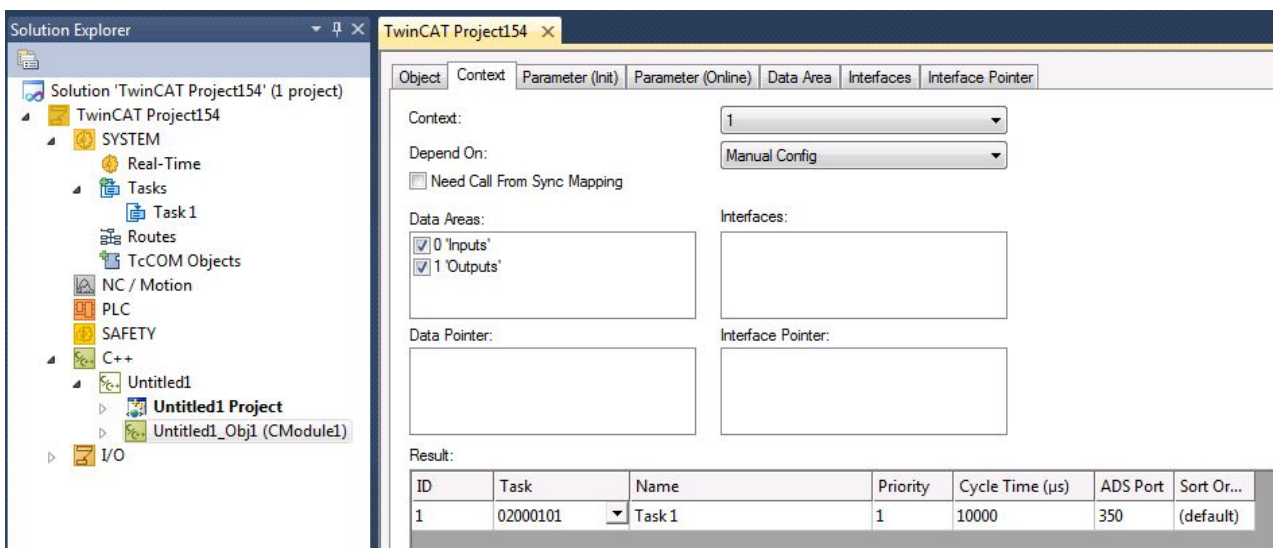 Solution Explorer
Solution 'TwinCAT Project154' (1 project)
TwinCAT Project154
SYSTEM
Real-Time
Tasks
Task 1
Routes
TcCOM Objects
NC / Motion
PLC
SAFETY
C++
Untitled1
Untitled1 Project
Untitled1_Obj1 (CModule1)
I/O
TwinCAT Project154
Object Context Parameter (Init) Parameter (Online) Data Area Interfaces Interface Pointer
Context: 1
Depend On: Manual Config
Need Call From Sync Mapping
Data Areas: Interfaces:
0 'Inputs'
1 'Outputs'
Data Pointer: Interface Pointer:
Result:
ID Task Name Priority Cycle Time (µs) ADS Port Sort Or...
1 02000101 Task 1 1 10000 350 (default)